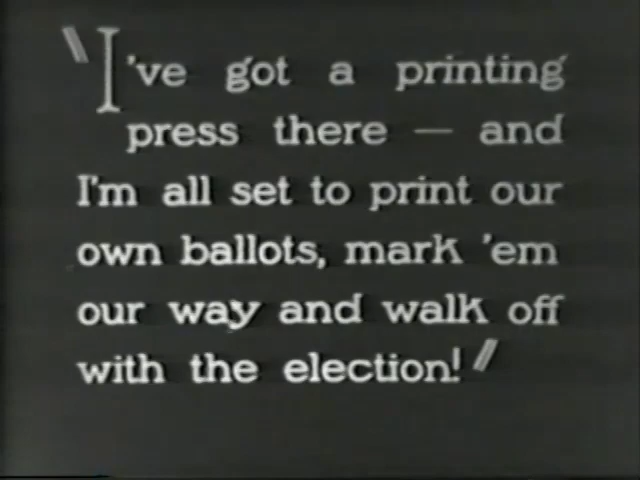 "I've got a printing
press there — and
I'm all set to print our
own ballots, mark 'em
our way and walk off
with the election!"